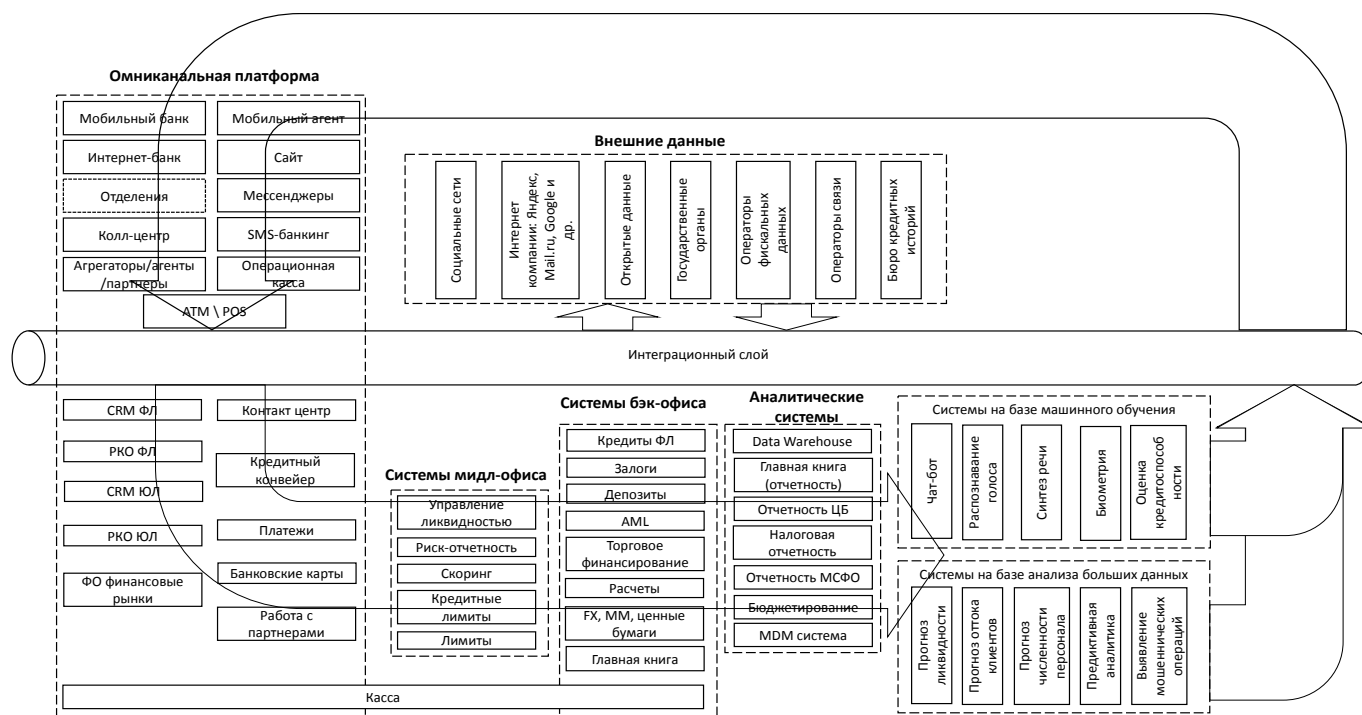 Омниканальная платформа
Мобильный банк
Мобильный агент
Интернет-банк
Сайт
Отделения
Мессенджеры
Колл-центр
SMS-банкинг
Агрегаторы/агенты
/партнеры
Операционная
касса
ATM \ POS
Внешние данные
Социальные сети
Интернет
компании: Яндекс,
Mail.ru, Google и
др.
Открытые данные
Государственные
органы
Операторы
фискальных
данных
Операторы связи
Бюро кредитных
историй
Интеграционный слой
CRM ФЛ
Контакт центр
РКО ФЛ
Кредитный
конвейер
CRM ЮЛ
Платежи
РКО ЮЛ
Банковские карты
ФО финансовые
рынки
Работа с
партнерами
Системы мидл-офиса
Управление
ликвидностью
Риск-отчетность
Скоринг
Кредитные
лимиты
Лимиты
Системы бэк-офиса
Кредиты ФЛ
Залоги
Депозиты
AML
Торговое
финансирование
Расчеты
FX, MM, ценные
бумаги
Главная книга
Касса
Аналитические
системы
Data Warehouse
Главная книга
(отчетность)
Отчетность ЦБ
Налоговая
отчетность
Отчетность МСФО
Бюджетирование
MDM система
Системы на базе машинного обучения
Чат-бот
Распознавание
голоса
Синтез речи
Биометрия
Оценка
кредитоспособ
ности
Системы на базе анализа больших данных
Прогноз
ликвидности
Прогноз оттока
клиентов
Прогноз
численности
персонала
Предиктивная
аналитика
Выявление
мошеннических
операций